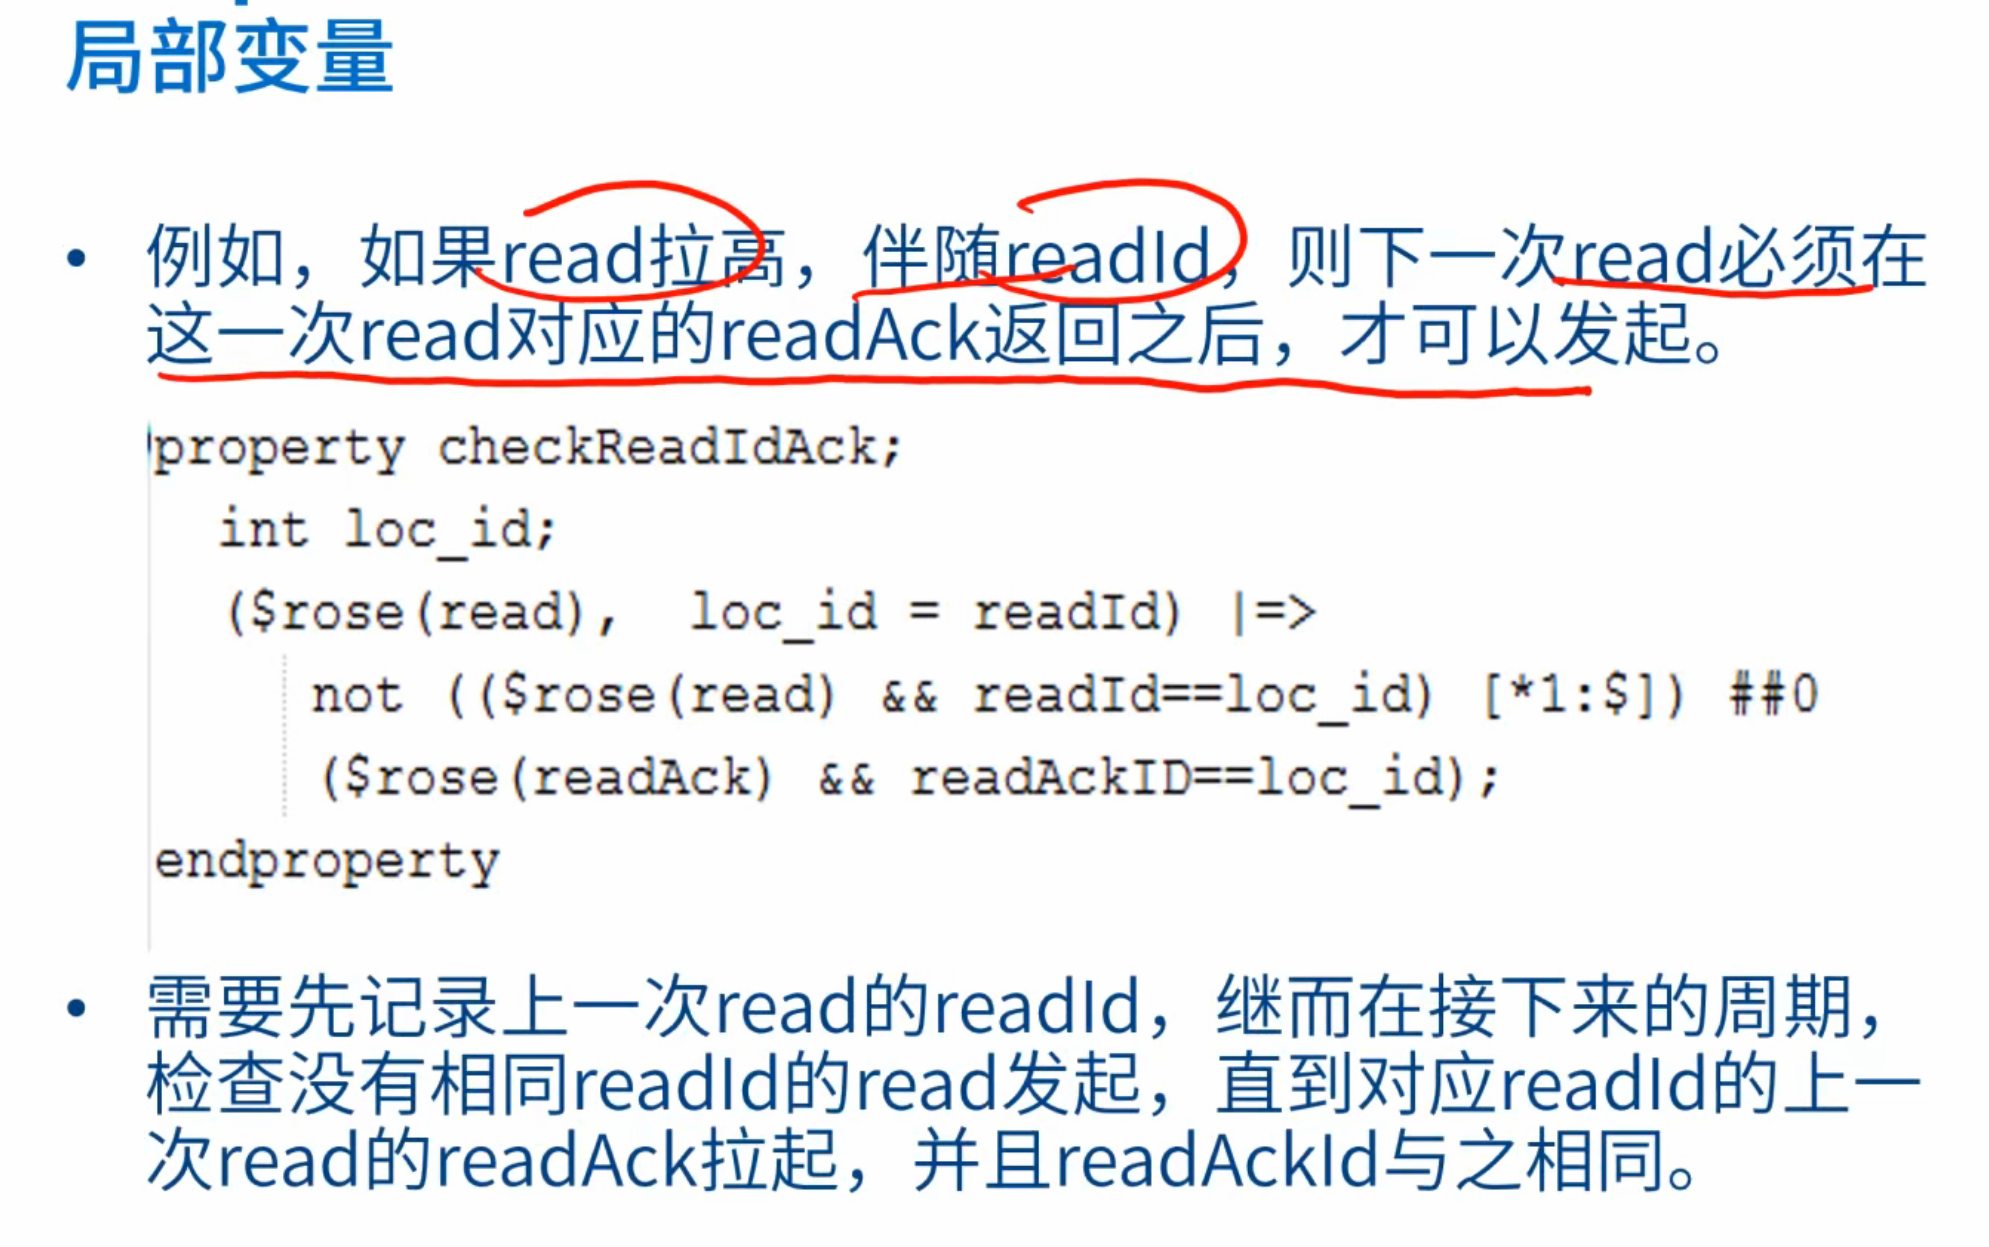 局部变量
• 例如，如果read拉高，伴随readId，则下一次read必须在
这一次read对应的readAck返回之后，才可以发起。
property checkReadIdAck;
int loc_id;
($rose(read), loc_id = readId) |=>
not (($rose(read) && readId==loc_id) [*1:$]) ##0
($rose(readAck) && readAckID==loc_id);
endproperty
• 需要先记录上一次read的readId，继而在接下来的周期，
检查没有相同readId的read发起，直到对应readId的上一
次read的readAck拉起，并且readAckId与之相同。